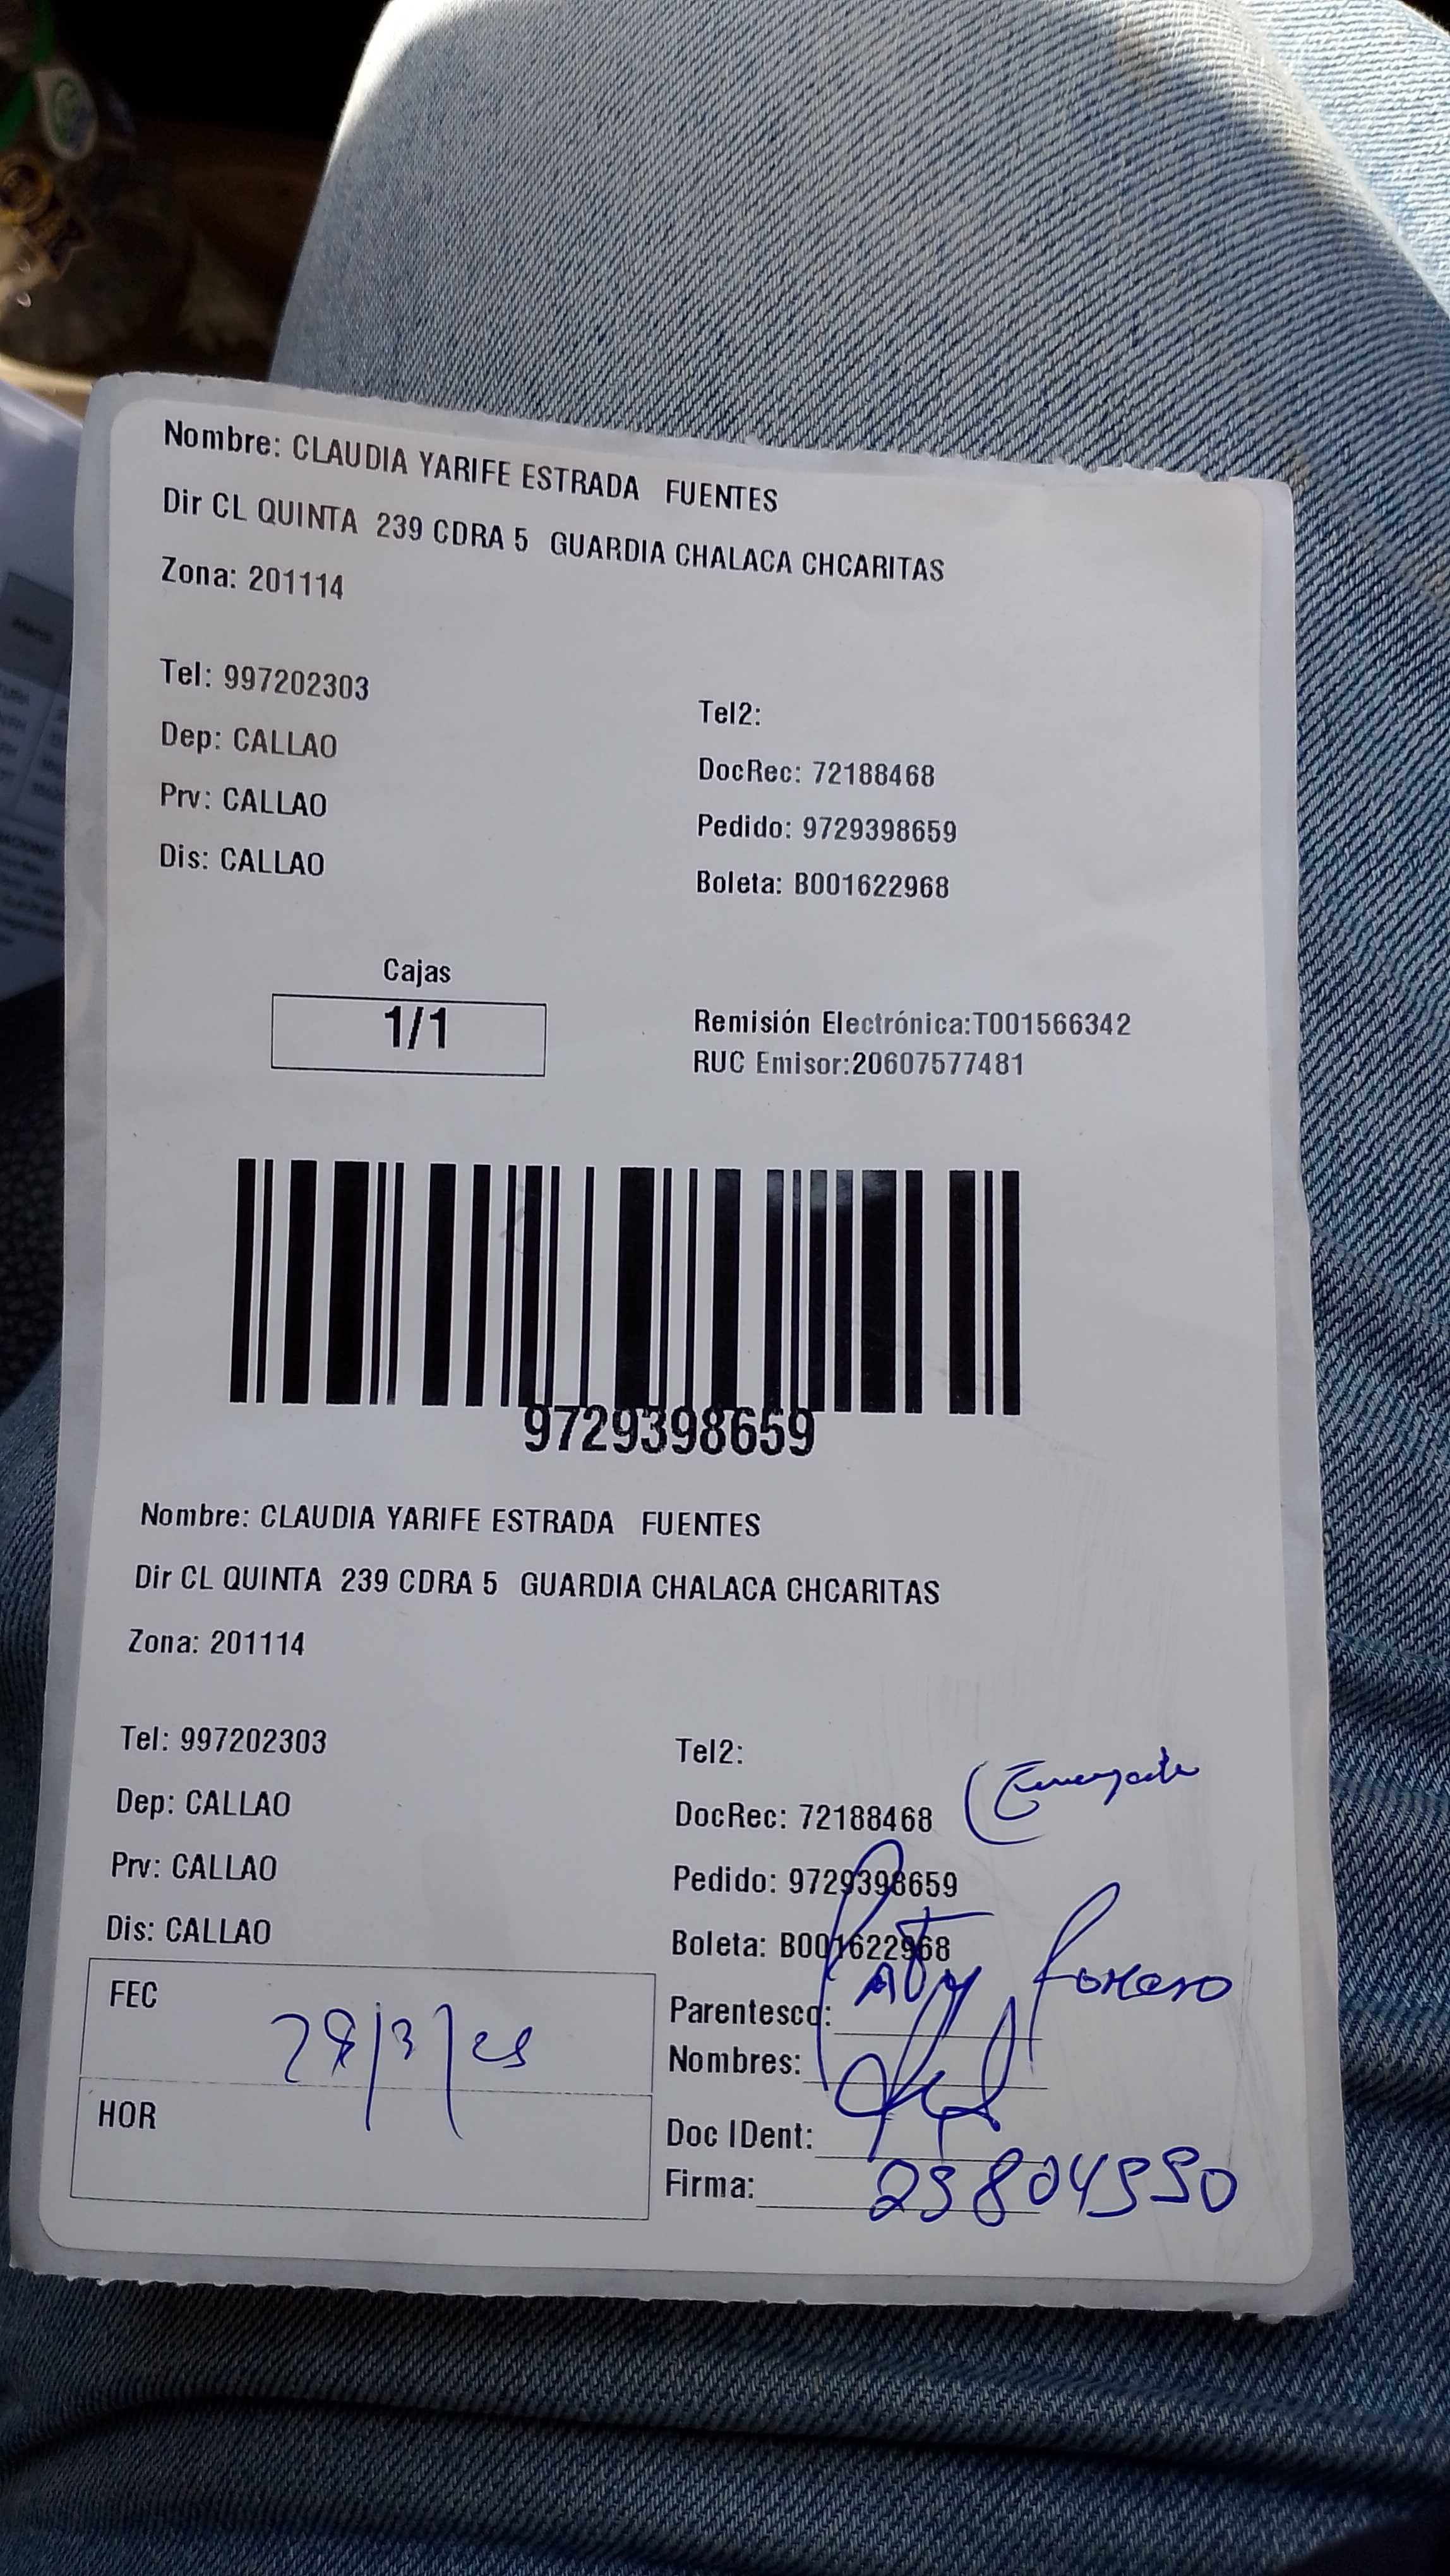 Nombre: CLAUDIA YARIFE ESTRADA FUENTES
Dir CL QUINTA 239 CDRA 5 GUARDIA CHALACA CHCARITAS
Zona: 201114
Tel: 997202303
Tel2:
Dep: CALLAO
DocRec: 72188468
Prv: CALLAO
Pedido: 9729398659
Dis: CALLAO
Boleta: B001622968
Cajas
1/1
Remisión Electrónica:T001566342
RUC Emisor:20607577481
9729398659
Nombre: CLAUDIA YARIFE ESTRADA FUENTES
Dir CL QUINTA 239 CDRA 5 GUARDIA CHALACA CHCARITAS
Zona: 201114
Tel: 997202303
Tel2:
Dep: CALLAO
DocRec: 72188468
Prv: CALLAO
Pedido: 9729398659
Dis: CALLAO
Boleta: B001622968
FEC
HOR
Parentesco: Paty Romero
Nombres:
Doc IDent:
Firma: